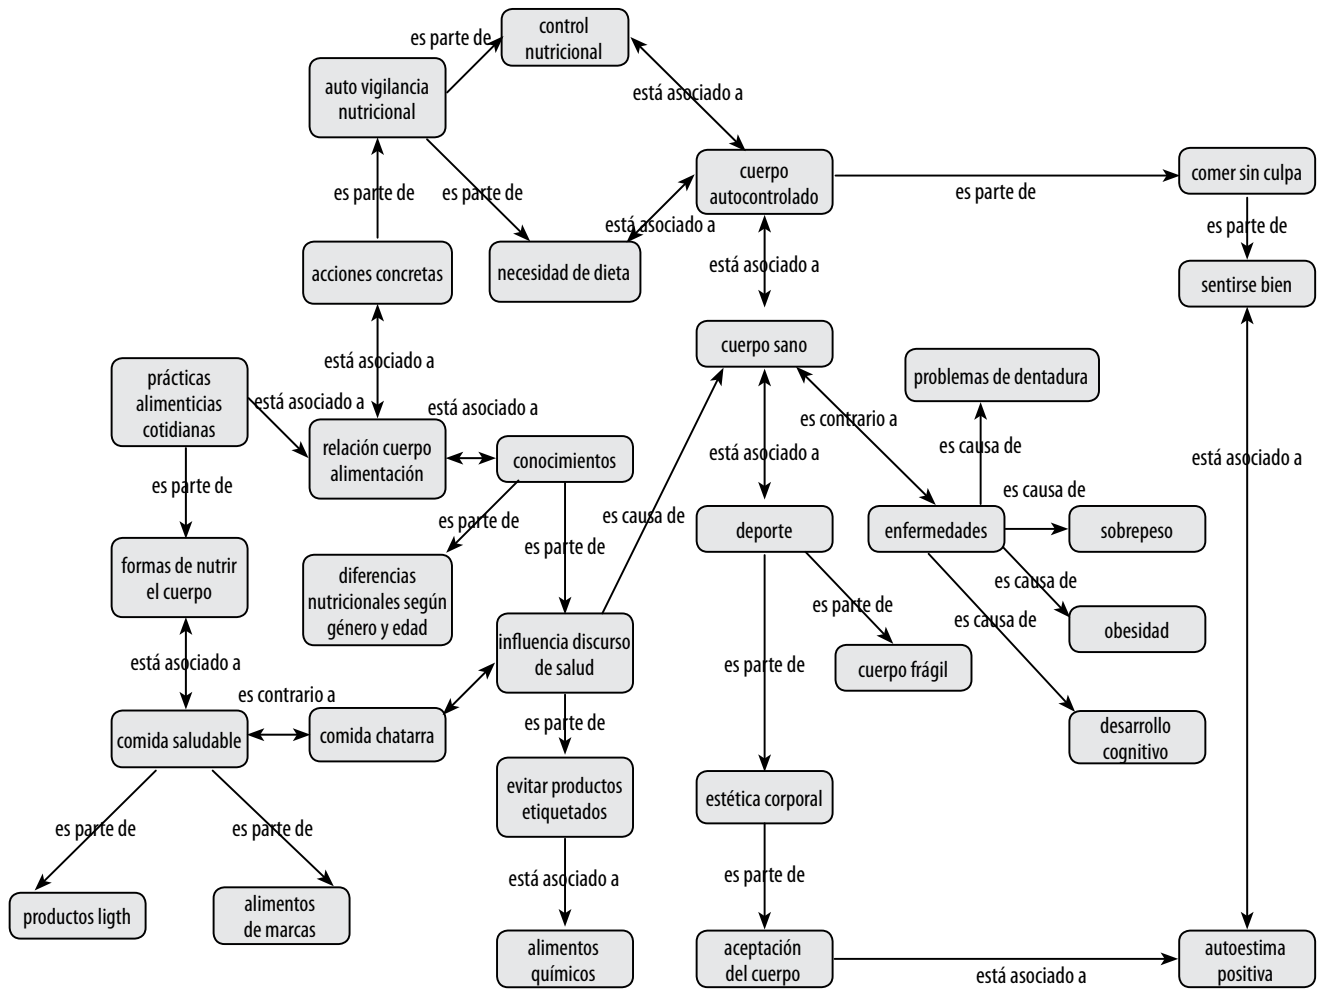 control
nutricional
es parte de
auto vigilancia
nutricional
está asociado a
cuerpo
autocontrolado
comer sin culpa
es parte de
es parte de
es parte de
es parte de
está asociado a
acciones concretas
necesidad de dieta
está asociado a
sentirse bien
cuerpo sano
está asociado a
prácticas
alimenticias
cotidianas
problemas de dentadura
está asociado a
está asociado a
es contrario a
relación cuerpo
alimentación
conocimientos
está asociado a
es causa de
está asociado a
es parte de
es causa de
es parte de
es causa de
deporte
enfermedades
sobrepeso
es parte de
formas de nutrir
el cuerpo
diferencias
nutricionales según
género y edad
es causa de
es parte de
es causa de
influencia discurso
de salud
obesidad
está asociado a
es parte de
cuerpo frágil
es contrario a
comida saludable
comida chatarra
es parte de
desarrollo
cognitivo
evitar productos
etiquetados
estética corporal
es parte de
es parte de
está asociado a
es parte de
productos ligth
alimentos
de marcas
alimentos
químicos
aceptación
del cuerpo
está asociado a
autoestima
positiva